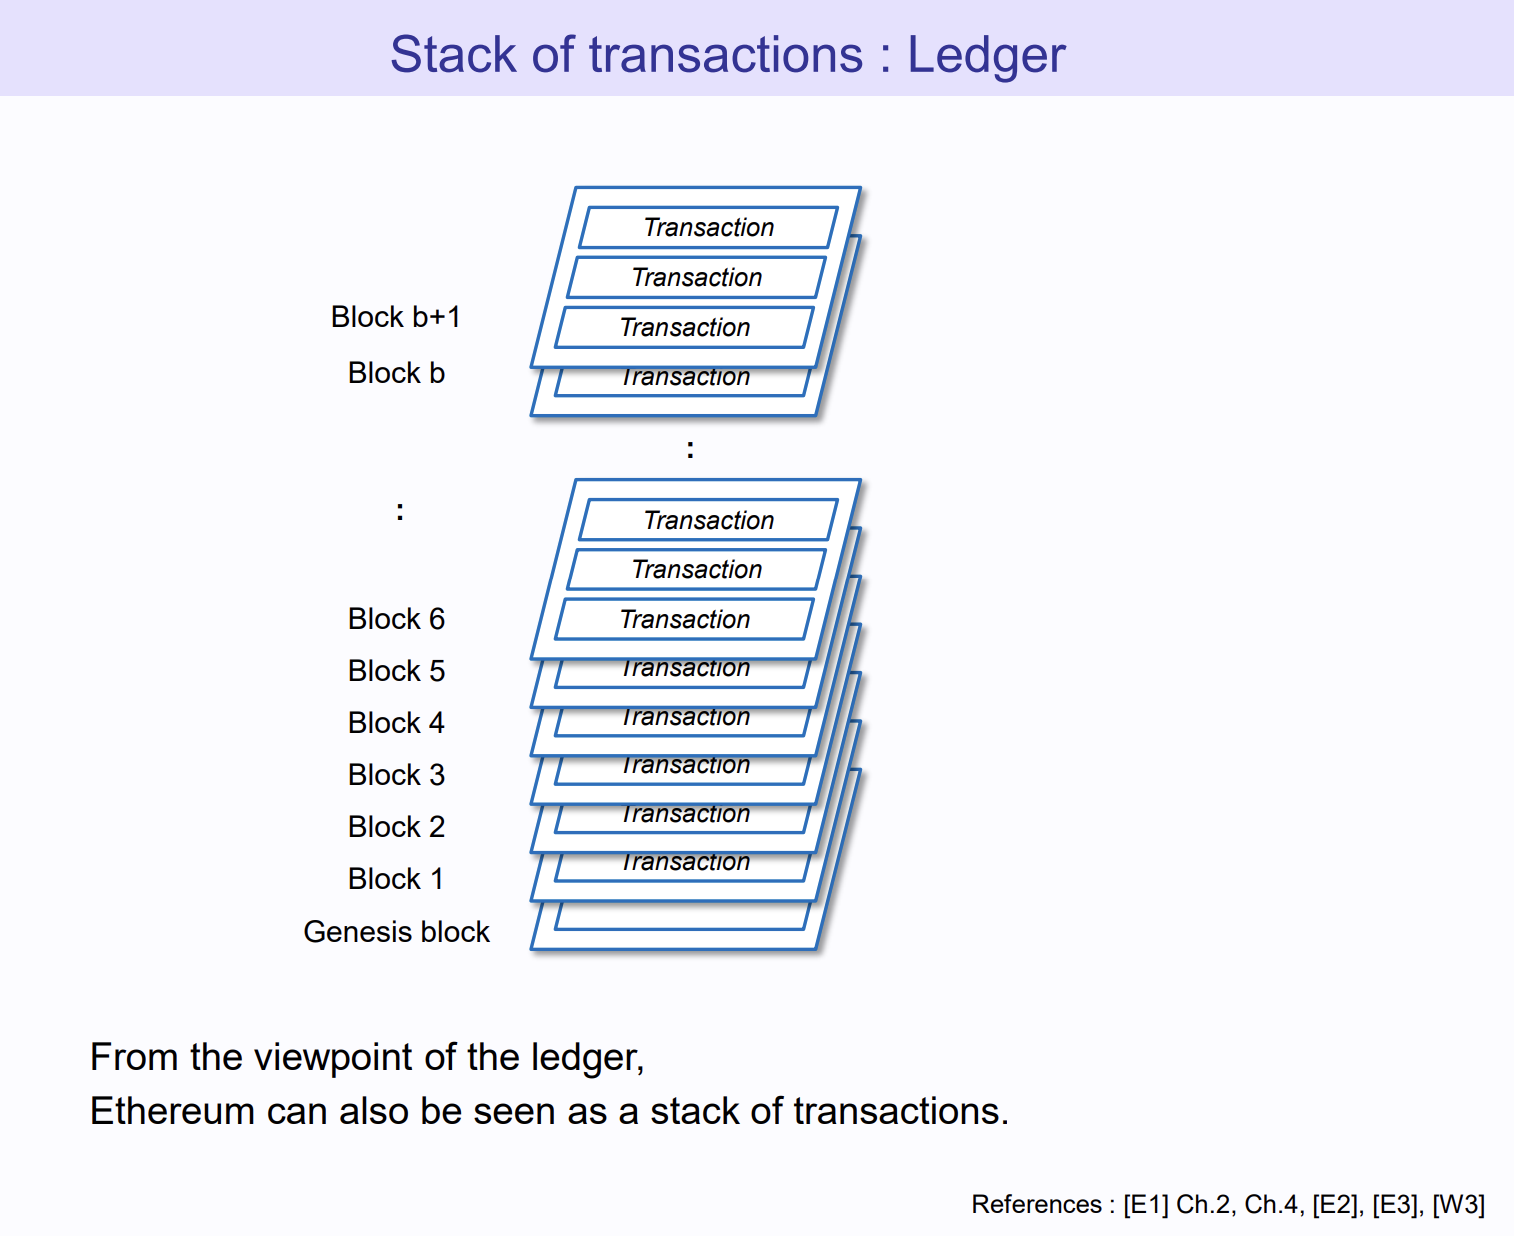 Stack of transactions : Ledger
Transaction
Transaction
Block b+1
Transaction
Block b
Transaction
:
:
Transaction
Transaction
Block 6
Transaction
Block 5
Transaction
Block 4
Transaction
Block 3
Transaction
Block 2
Transaction
Block 1
Transaction
Genesis block
From the viewpoint of the ledger,
Ethereum can also be seen as a stack of transactions.
References : [E1] Ch.2, Ch.4, [E2], [E3], [W3]